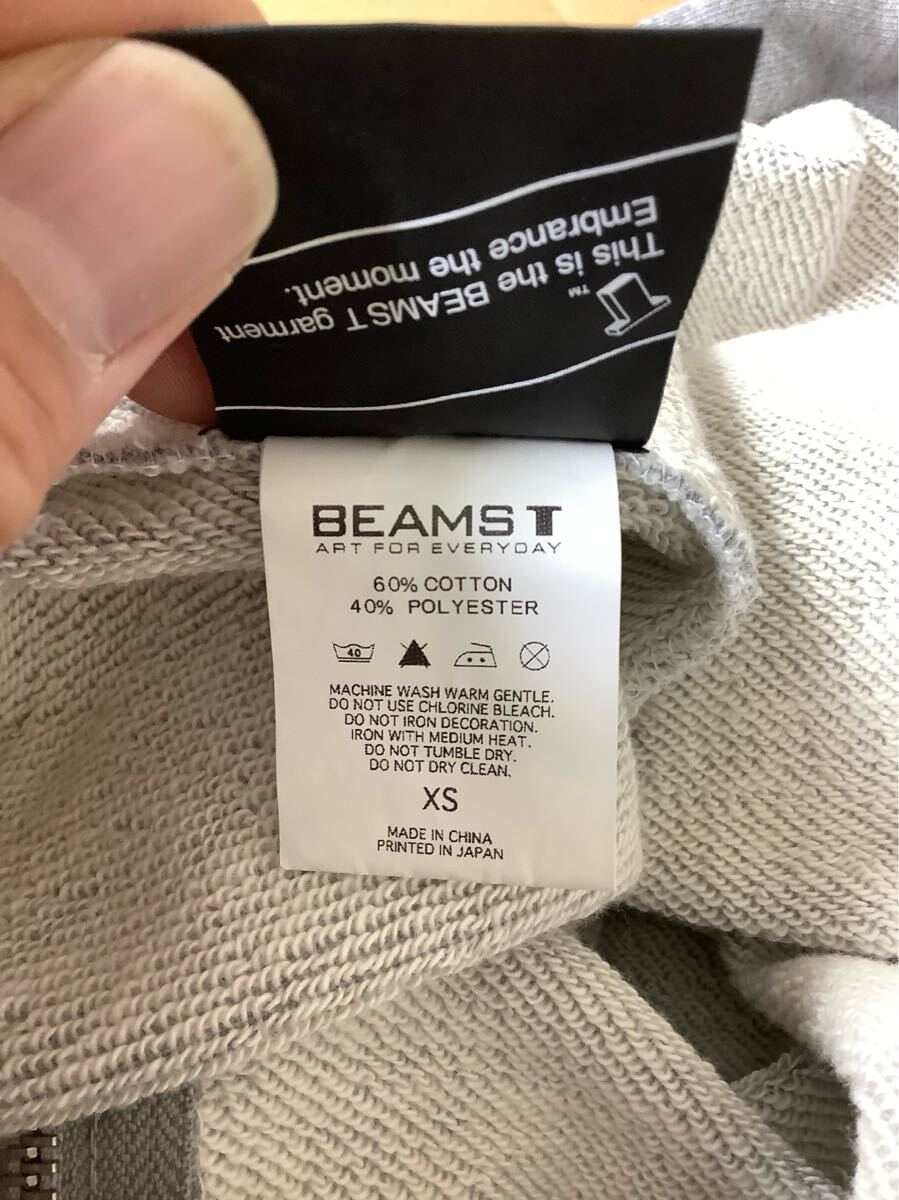 This is the BEAMS T garment
Embrance the moment.
™
BEAMS T
ART FOR EVERYDAY
60% COTTON
40% POLYESTER
40
MACHINE WASH WARM GENTLE.
DO NOT USE CHLORINE BLEACH.
DO NOT IRON DECORATION.
IRON WITH MEDIUM HEAT.
DO NOT TUMBLE DRY.
DO NOT DRY CLEAN.
XS
MADE IN CHINA
PRINTED IN JAPAN